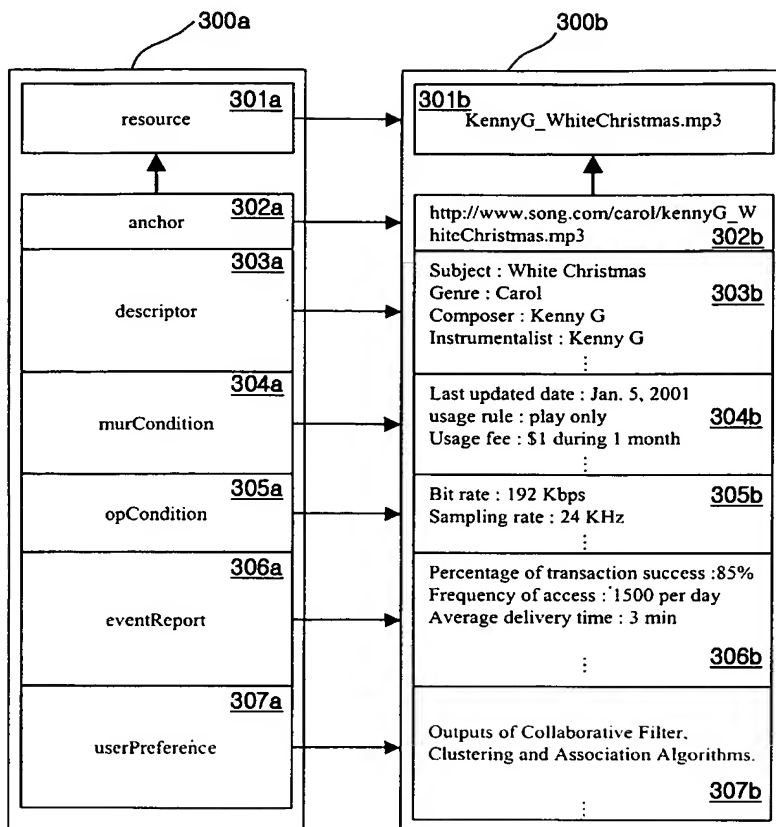 300a
300b
301a
resource
301b
KennyG_WhiteChristmas.mp3
302a
anchor
http://www.song.com/carol/kennyG_W
hiteChristmas.mp3
302b
303a
descriptor
Subject : White Christmas
Genre : Carol
Composer : Kenny G
Instrumentalist : Kenny G
⋮
303b
304a
murCondition
Last updated date : Jan. 5, 2001
usage rule : play only
Usage fee : $1 during 1 month
⋮
304b
305a
opCondition
Bit rate : 192 Kbps
Sampling rate : 24 KHz
⋮
305b
306a
eventReport
Percentage of transaction success :85%
Frequency of access : 1500 per day
Average delivery time : 3 min
⋮
306b
307a
userPreference
Outputs of Collaborative Filter,
Clustering and Association Algorithms.
307b
⋮